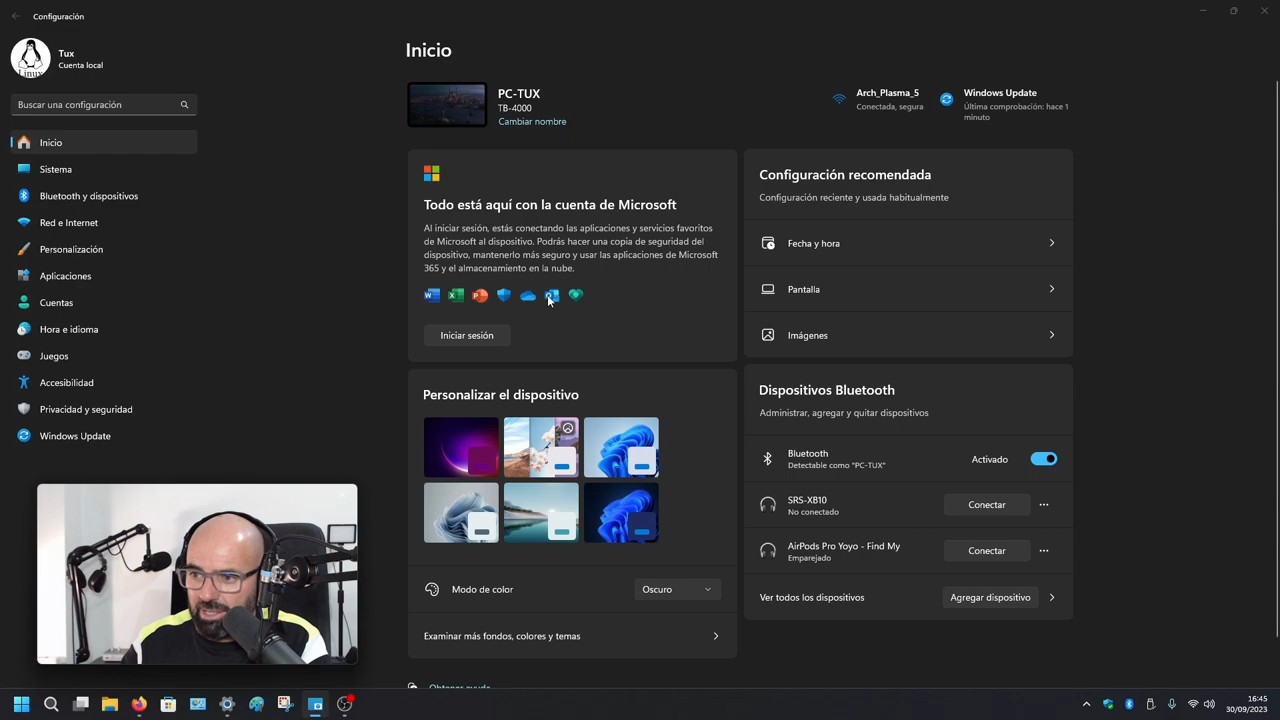 Configuración
Linux
Tux
Cuenta local
Buscar una configuración
Inicio
Sistema
Bluetooth y dispositivos
Red e Internet
Personalización
Aplicaciones
Cuentas
Hora e idioma
Juegos
Accesibilidad
Privacidad y seguridad
Windows Update
Inicio
PC-TUX
TB-4000
Cambiar nombre
Arch_Plasma_5
Conectada, segura
Windows Update
Última comprobación: hace 1
minuto
Todo está aquí con la cuenta de Microsoft
Al iniciar sesión, estás conectando las aplicaciones y servicios favoritos
de Microsoft al dispositivo. Podrás hacer una copia de seguridad del
dispositivo, mantenerlo más seguro y usar las aplicaciones de Microsoft
365 y el almacenamiento en la nube.
Iniciar sesión
Personalizar el dispositivo
Modo de color
Oscuro
Examinar más fondos, colores y temas
Obtener ayuda
Configuración recomendada
Configuración reciente y usada habitualmente
Fecha y hora
Pantalla
Imágenes
Dispositivos Bluetooth
Administrar, agregar y quitar dispositivos
Bluetooth
Detectable como "PC-TUX"
Activado
SRS-XB10
No conectado
Conectar
AirPods Pro Yoyo - Find My
Emparejado
Conectar
Ver todos los dispositivos
Agregar dispositivo
16:45
30/09/2023